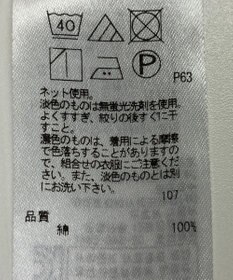 40
P
P63
ネット使用。
淡色のものは無蛍光洗剤を使用。
よくすすぎ、絞りの後すぐに干
すこと。
濃色のものは、着用による摩擦
で色落ちすることがありますの
で、組合せの衣服にご注意くださ
い。また、淡色のものとは別に
お洗い下さい。
107
品質
綿 100%